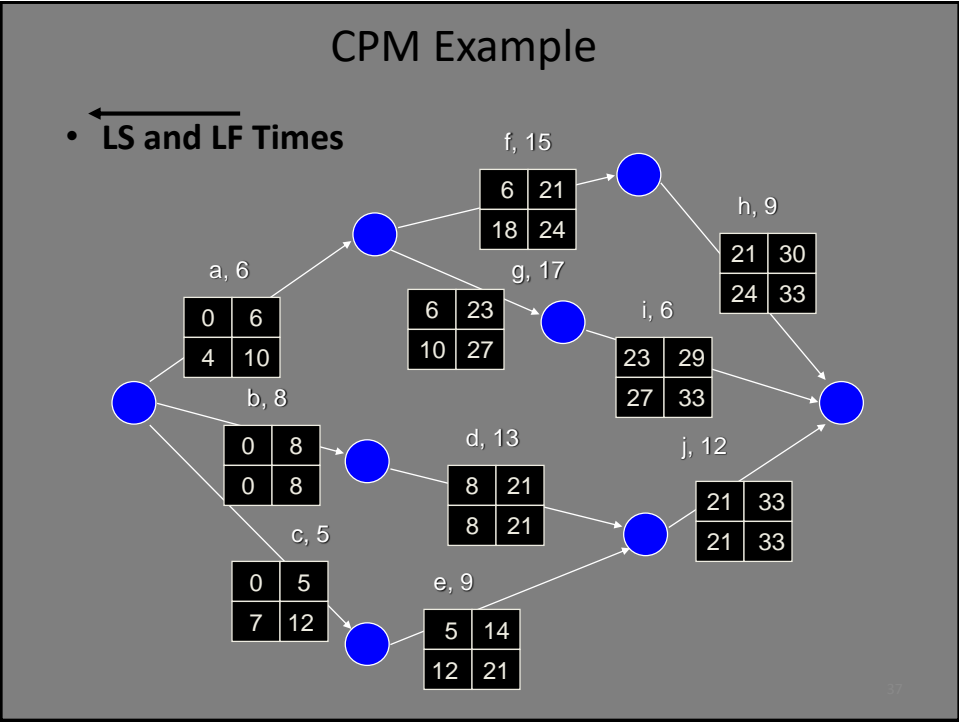 CPM Example
• LS and LF Times
f, 15
6 21
18 24
h, 9
21 30
24 33
a, 6
0 6
4 10
g, 17
6 23
10 27
i, 6
23 29
27 33
b, 8
0 8
0 8
d, 13
8 21
8 21
j, 12
21 33
21 33
c, 5
0 5
7 12
e, 9
5 14
12 21
37